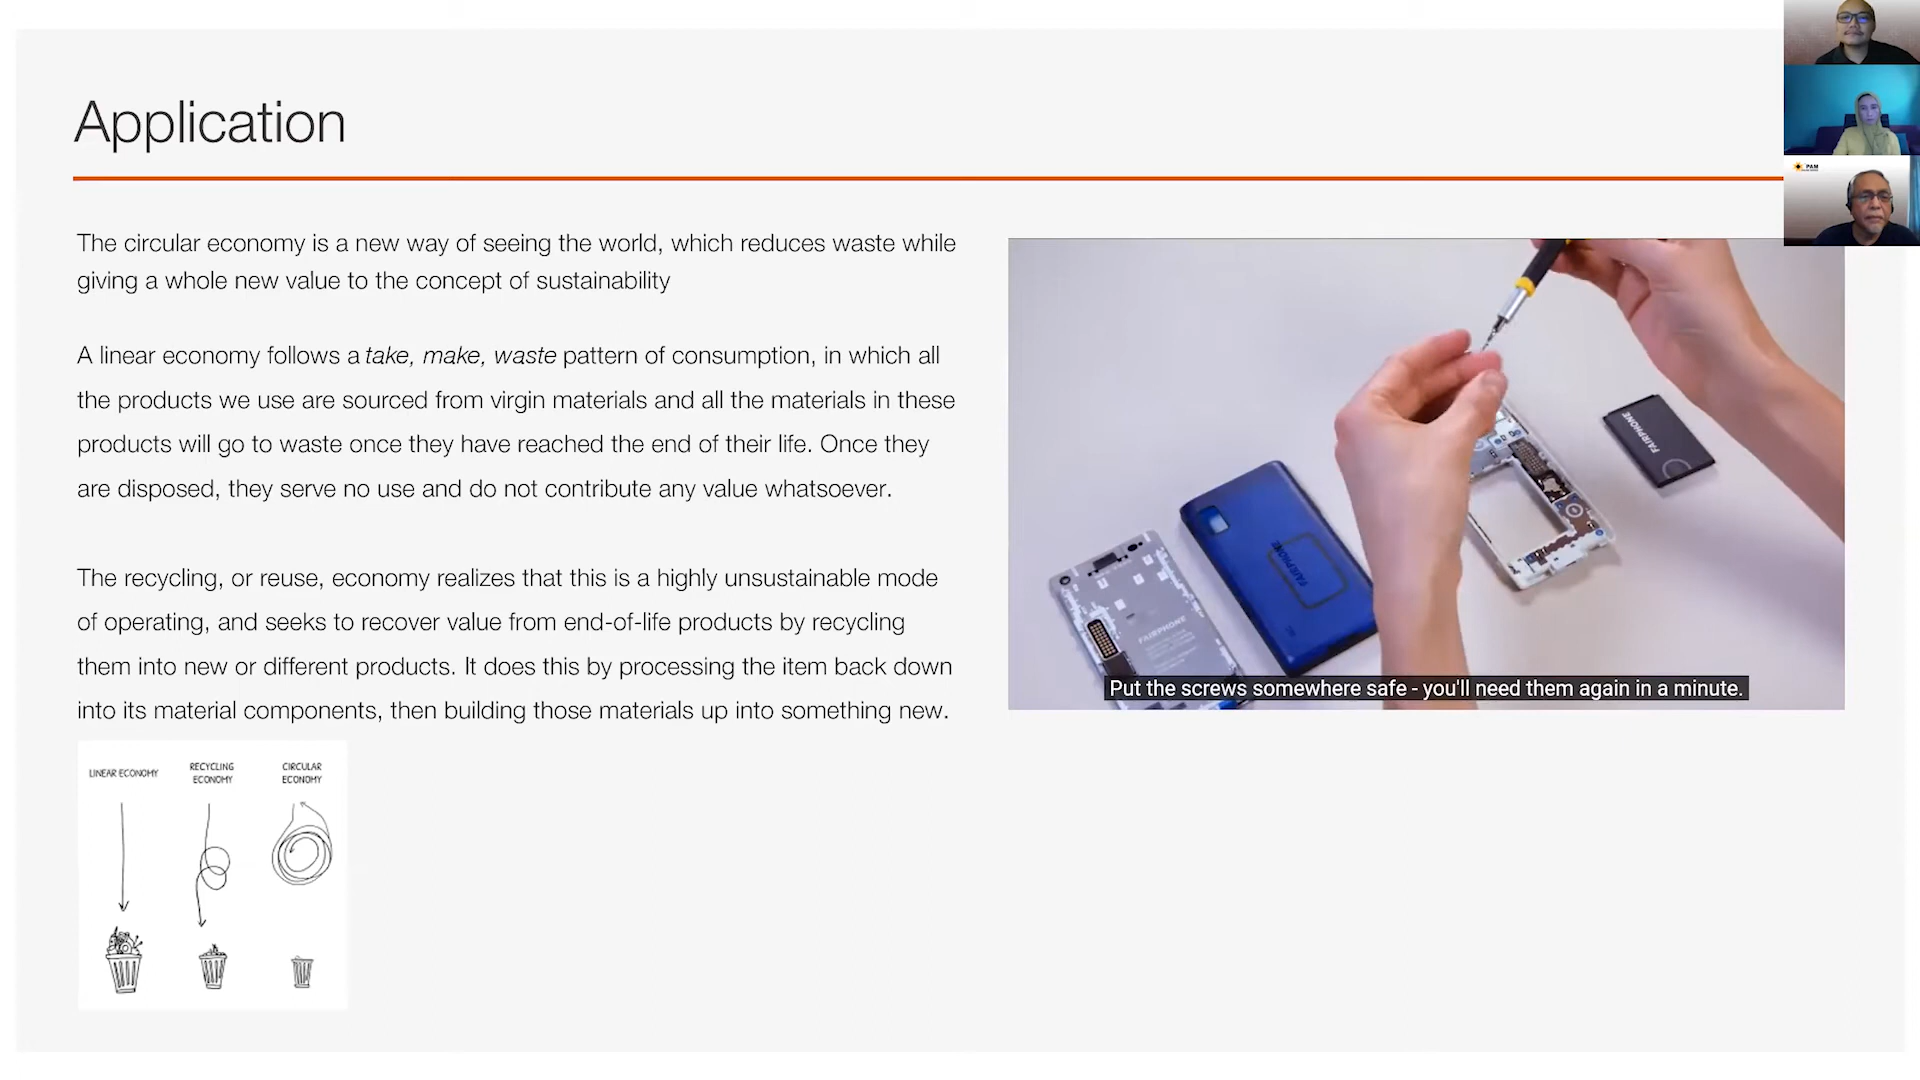 Application
PAM
The circular economy is a new way of seeing the world, which reduces waste while
giving a whole new value to the concept of sustainability
A linear economy follows a take, make, waste pattern of consumption, in which all
the products we use are sourced from virgin materials and all the materials in these
products will go to waste once they have reached the end of their life. Once they
are disposed, they serve no use and do not contribute any value whatsoever.
The recycling, or reuse, economy realizes that this is a highly unsustainable mode
of operating, and seeks to recover value from end-of-life products by recycling
them into new or different products. It does this by processing the item back down
into its material components, then building those materials up into something new.
FAIRPHONE
FAIRPHONE
FAIRPHONE
Put the screws somewhere safe - you'll need them again in a minute.
LINEAR ECONOMY
RECYCLING
ECONOMY
CIRCULAR
ECONOMY